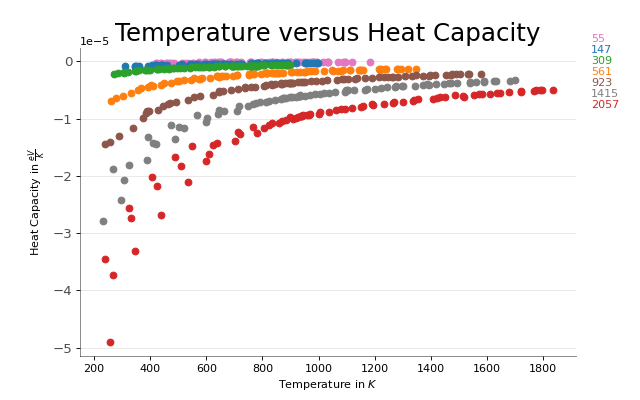 Temperature versus Heat Capacity
1e−5
55
147
309
561
923
1415
2057
0
−1
−2
−3
−4
−5
Heat Capacity in eV/K
200 400 600 800 1000 1200 1400 1600 1800
Temperature in K